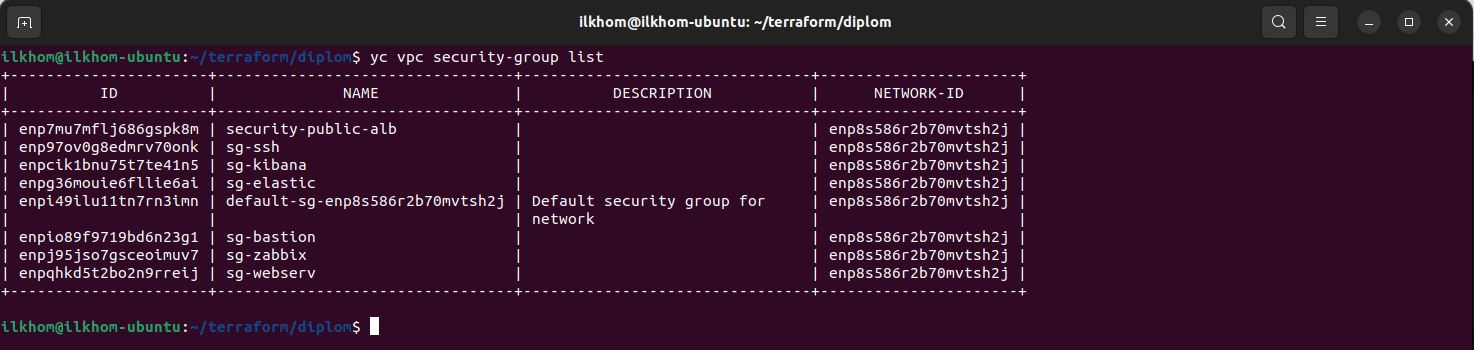 ilkhom@ilkhom-ubuntu: ~/terraform/diplom
ilkhom@ilkhom-ubuntu:~/terraform/diplom$ yc vpc security-group list
+----------------------+---------------------------------+--------------------------------+----------------------+
|          ID          |              NAME               |          DESCRIPTION           |      NETWORK-ID      |
+----------------------+---------------------------------+--------------------------------+----------------------+
| enp7mu7mflj686gspk8m | security-public-alb             |                                | enp8s586r2b70mvtsh2j |
| enp97ov0g8edmrv70onk | sg-ssh                          |                                | enp8s586r2b70mvtsh2j |
| enpcik1bnu75t7te41n5 | sg-kibana                       |                                | enp8s586r2b70mvtsh2j |
| enpg36mouie6fllie6ai | sg-elastic                      |                                | enp8s586r2b70mvtsh2j |
| enpi49ilu11tn7rn3imn | default-sg-enp8s586r2b70mvtsh2j | Default security group for     | enp8s586r2b70mvtsh2j |
|                      |                                 | network                        |                      |
| enpio89f9719bd6n23g1 | sg-bastion                      |                                | enp8s586r2b70mvtsh2j |
| enpj95jso7gsceoimuv7 | sg-zabbix                       |                                | enp8s586r2b70mvtsh2j |
| enpqhkd5t2bo2n9rreij | sg-webserv                      |                                | enp8s586r2b70mvtsh2j |
+----------------------+---------------------------------+--------------------------------+----------------------+
ilkhom@ilkhom-ubuntu:~/terraform/diplom$